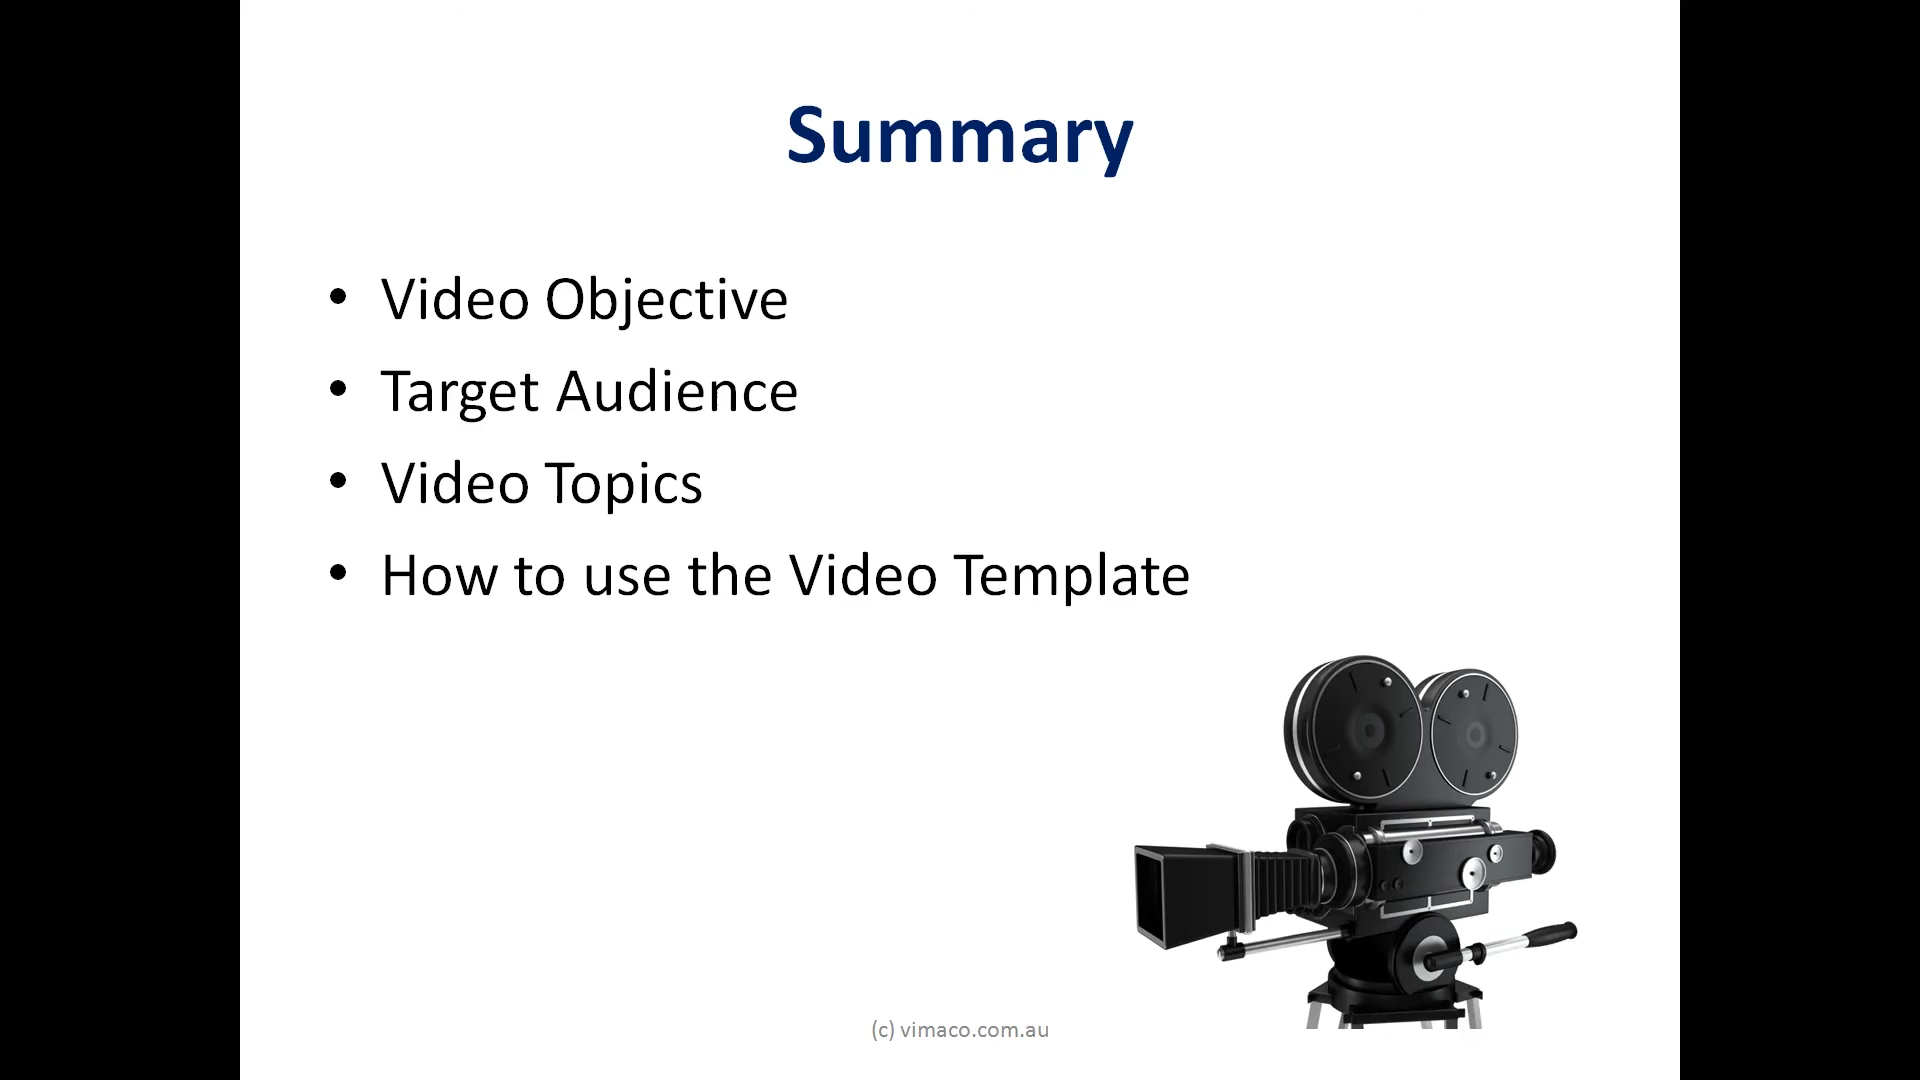 Summary
• Video Objective
• Target Audience
• Video Topics
• How to use the Video Template
(c) vimaco.com.au